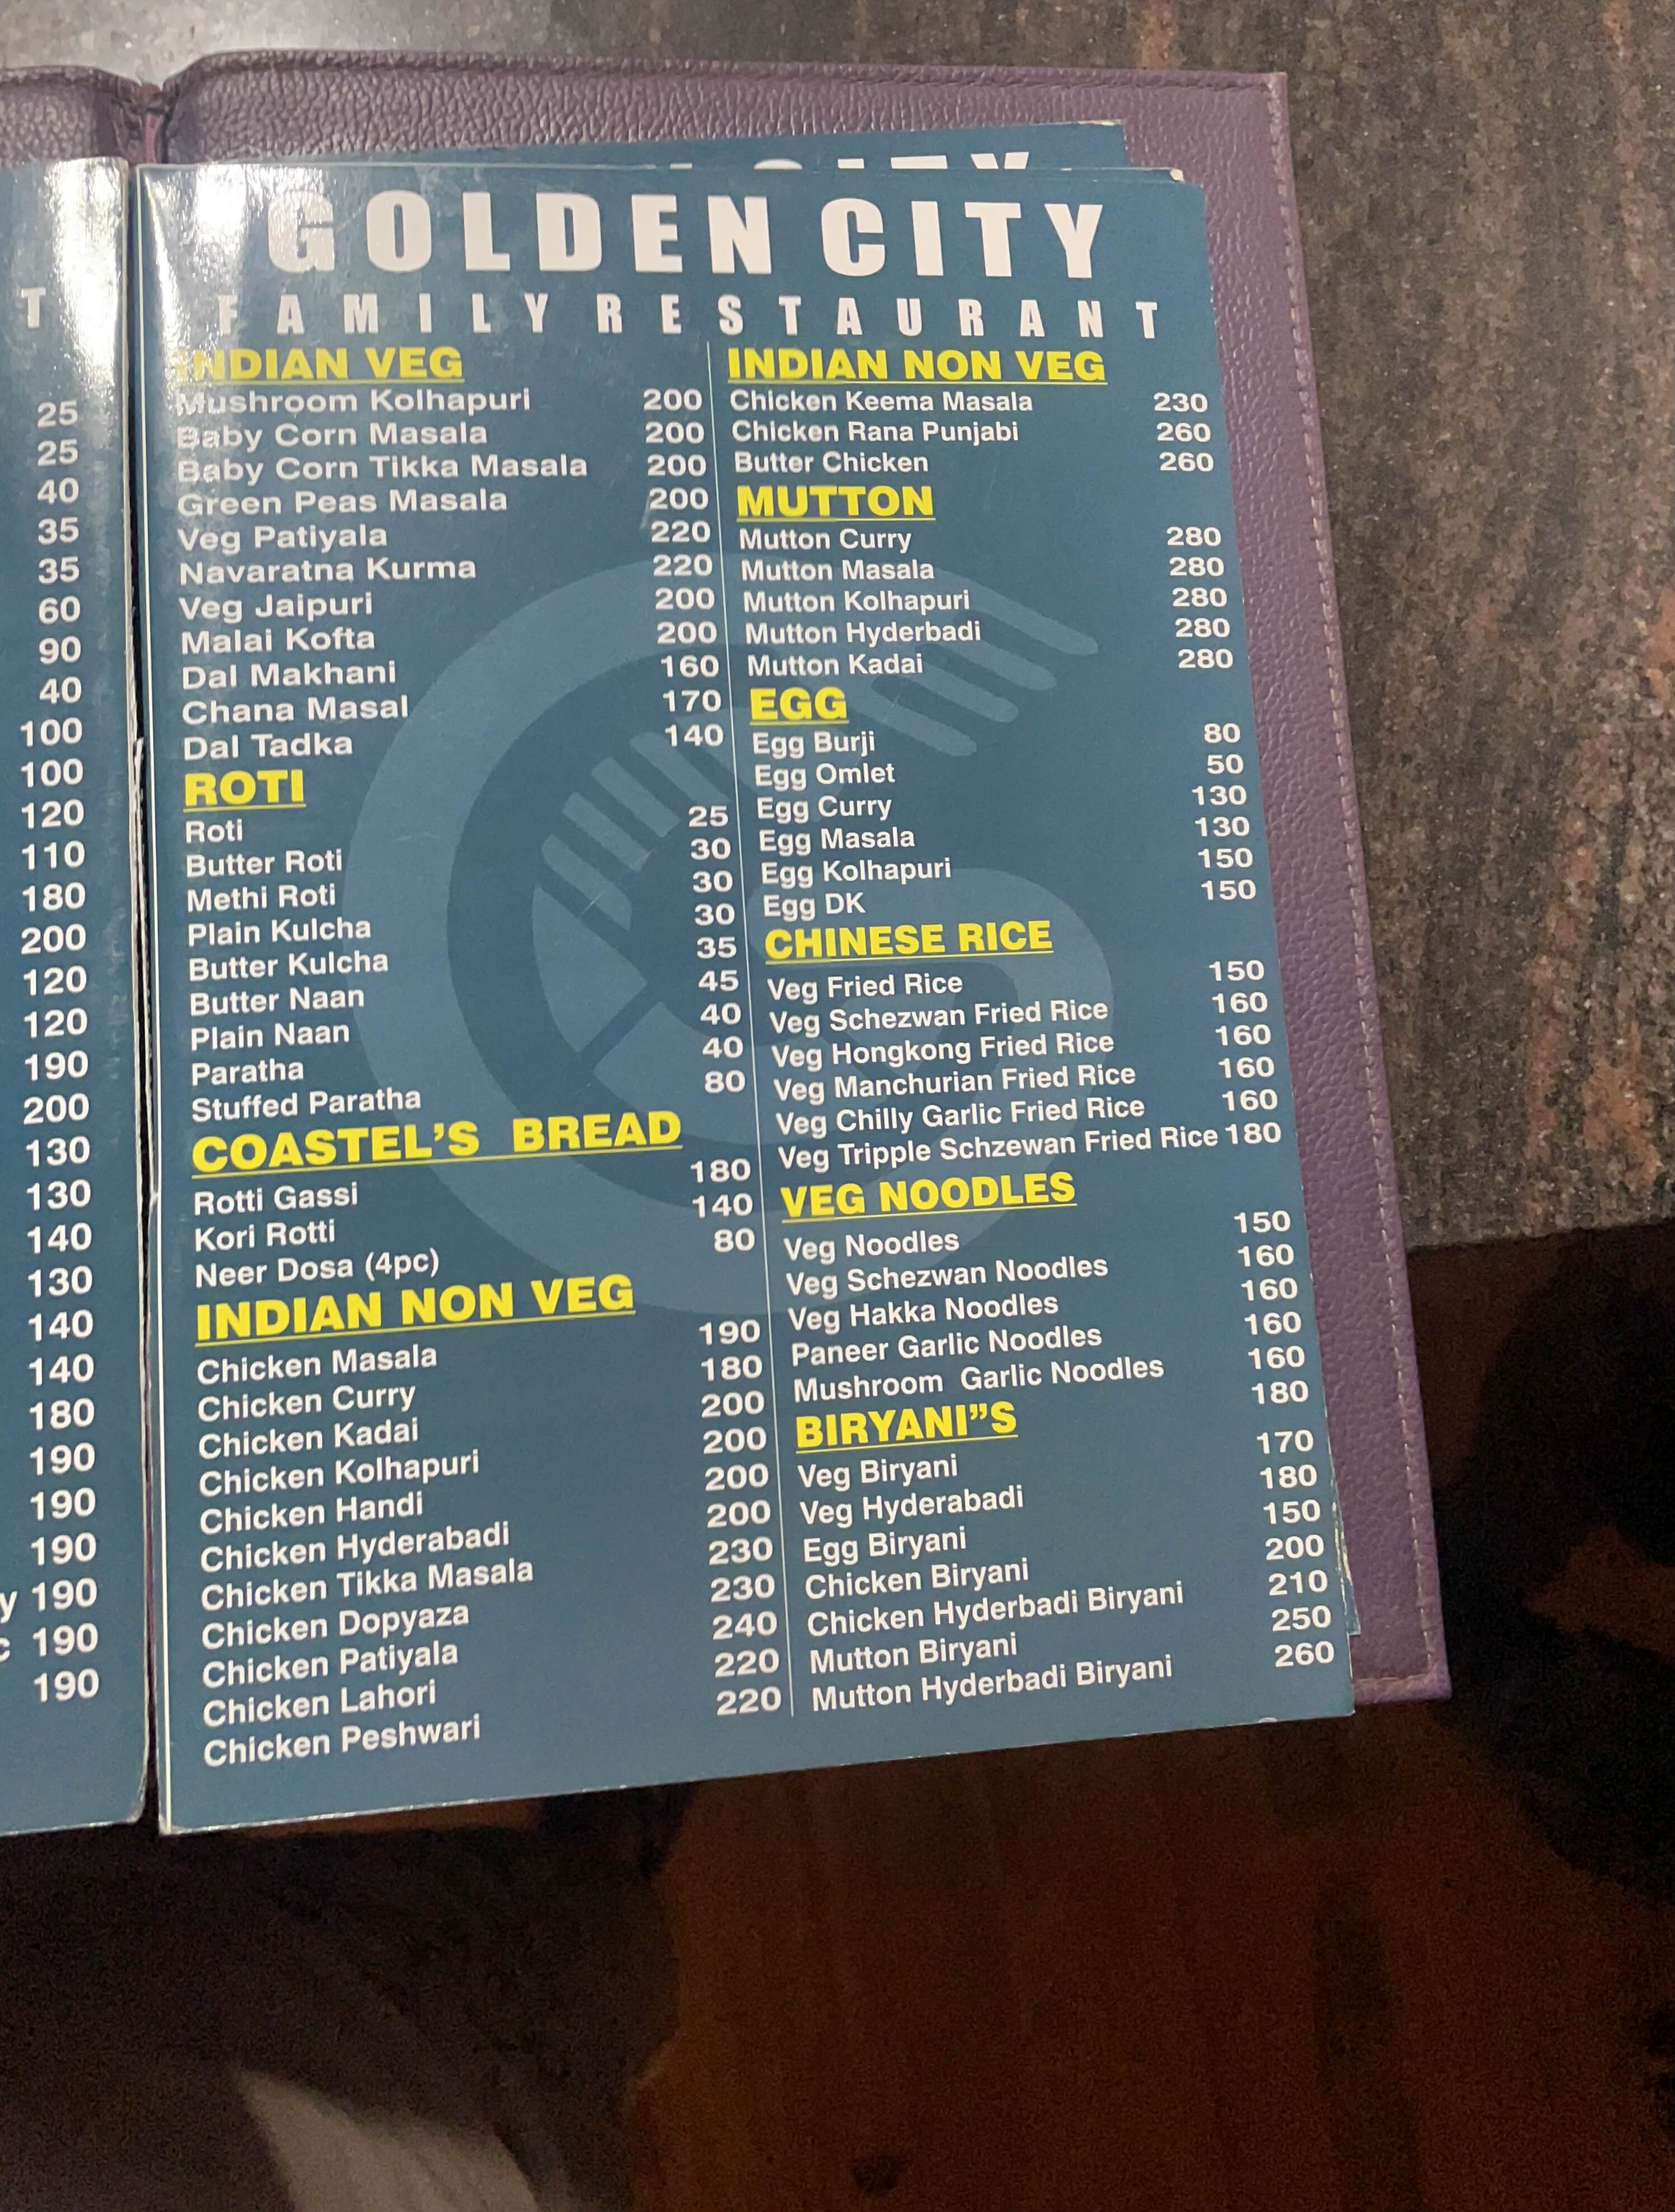 T
25
25
40
35
35
60
90
40
100
100
120
110
180
200
120
120
190
200
130
130
140
130
140
140
180
190
190
190
y 190
c 190
190
GOLDEN CITY
FAMILY RESTAURANT
INDIAN VEG
Mushroom Kolhapuri 200
Baby Corn Masala 200
Baby Corn Tikka Masala 200
Green Peas Masala 200
Veg Patiyala 220
Navaratna Kurma 220
Veg Jaipuri 200
Malai Kofta 200
Dal Makhani 160
Chana Masal 170
Dal Tadka 140
ROTI
Roti 25
Butter Roti 30
Methi Roti 30
Plain Kulcha 30
Butter Kulcha 35
Butter Naan 45
Plain Naan 40
Paratha 40
Stuffed Paratha 80
COASTEL'S BREAD
Rotti Gassi 180
Kori Rotti 140
Neer Dosa (4pc) 80
INDIAN NON VEG
Chicken Masala 190
Chicken Curry 180
Chicken Kadai 200
Chicken Kolhapuri 200
Chicken Handi 200
Chicken Hyderabadi 200
Chicken Tikka Masala 230
Chicken Dopyaza 230
Chicken Patiyala 240
Chicken Lahori 220
Chicken Peshwari 220
INDIAN NON VEG
Chicken Keema Masala 230
Chicken Rana Punjabi 260
Butter Chicken 260
MUTTON
Mutton Curry 280
Mutton Masala 280
Mutton Kolhapuri 280
Mutton Hyderbadi 280
Mutton Kadai 280
EGG
Egg Burji 80
Egg Omlet 50
Egg Curry 130
Egg Masala 130
Egg Kolhapuri 150
Egg DK 150
CHINESE RICE
Veg Fried Rice 150
Veg Schezwan Fried Rice 160
Veg Hongkong Fried Rice 160
Veg Manchurian Fried Rice 160
Veg Chilly Garlic Fried Rice 160
Veg Tripple Schzewan Fried Rice 180
VEG NOODLES
Veg Noodles 150
Veg Schezwan Noodles 160
Veg Hakka Noodles 160
Paneer Garlic Noodles 160
Mushroom Garlic Noodles 160
180
BIRYANI"S
Veg Biryani 170
Veg Hyderabadi 180
Egg Biryani 150
Chicken Biryani 200
Chicken Hyderbadi Biryani 210
Mutton Biryani 250
Mutton Hyderbadi Biryani 260